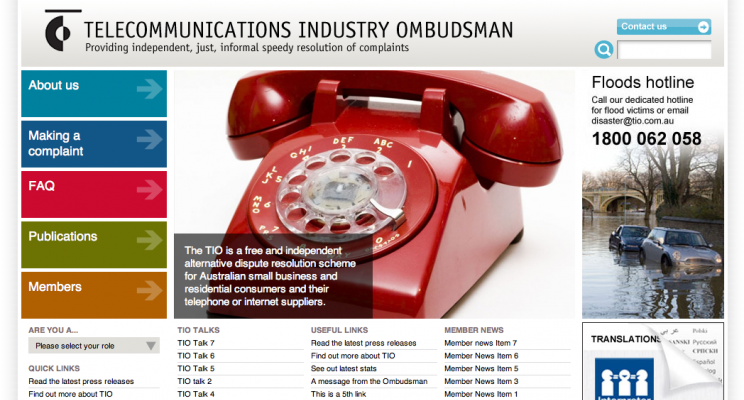 TELECOMMUNICATIONS INDUSTRY OMBUDSMAN
Providing independent, just, informal speedy resolution of complaints
Contact us
About us
Making a
complaint
FAQ
Publications
Members
GHI
DEF
ABC
JKL
The TIO is a free and independent
alternative dispute resolution scheme
for Australian small business and
residential consumers and their
telephone or internet suppliers.
Floods hotline
Call our dedicated hotline
for flood victims or email
disaster@tio.com.au
1800 062 058
ARE YOU A...
Please select your role
QUICK LINKS
Read the latest press releases
Find out more about TIO
TIO TALKS
TIO Talk 7
TIO Talk 6
TIO Talk 5
TIO talk 2
TIO Talk 4
USEFUL LINKS
Read the latest press releases
Find out more about TIO
See out latest stats
A message from the Ombudsman
This is a 5th link
MEMBER NEWS
Member news Item 7
Member News Item 6
Member News Item 5
Member News Item 3
Member News Item 1
TRANSLATIONS
عربي
Polski
Русский
СРПСКИ
Español
Interpreter